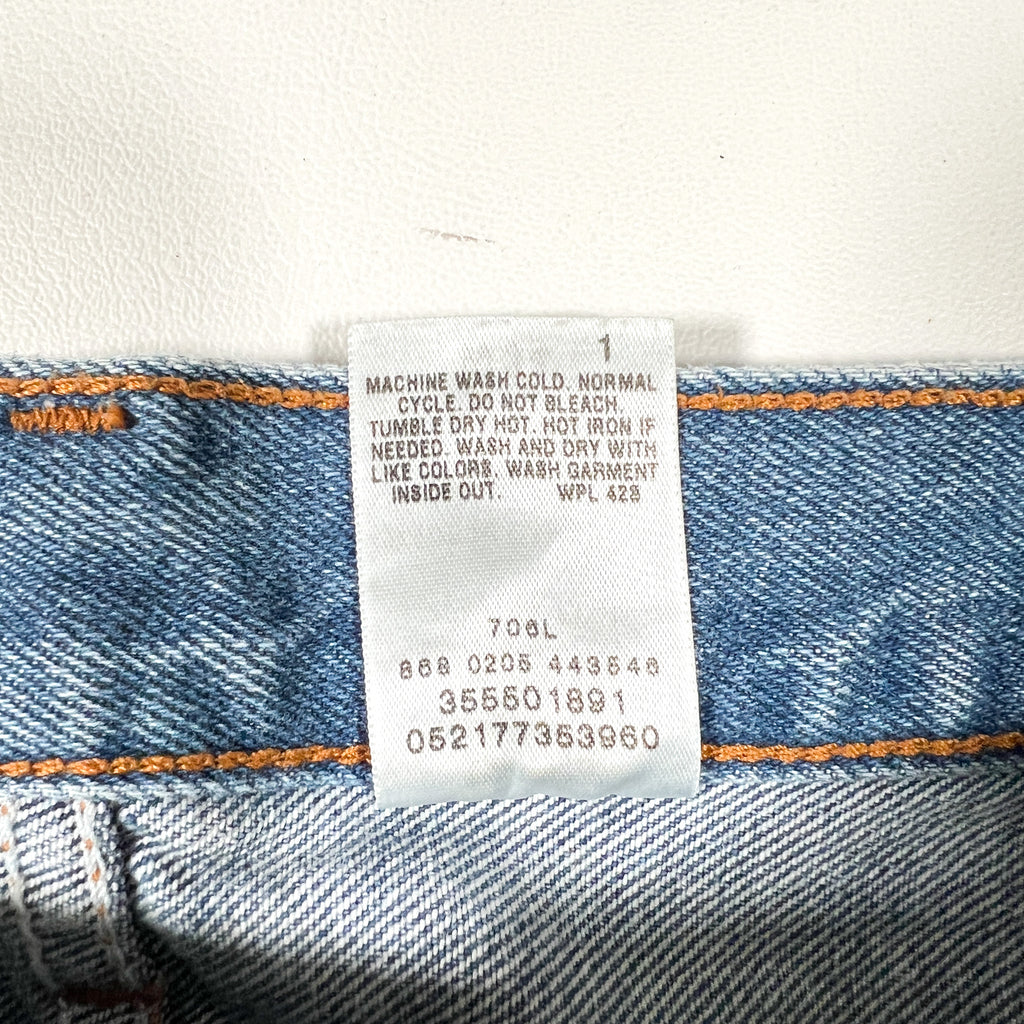 1
MACHINE WASH COLD. NORMAL
CYCLE. DO NOT BLEACH.
TUMBLE DRY HOT. HOT IRON IF
NEEDED. WASH AND DRY WITH
LIKE COLORS. WASH GARMENT
INSIDE OUT. WPL 423
706L
868 0205 443546
355501891
052177353960